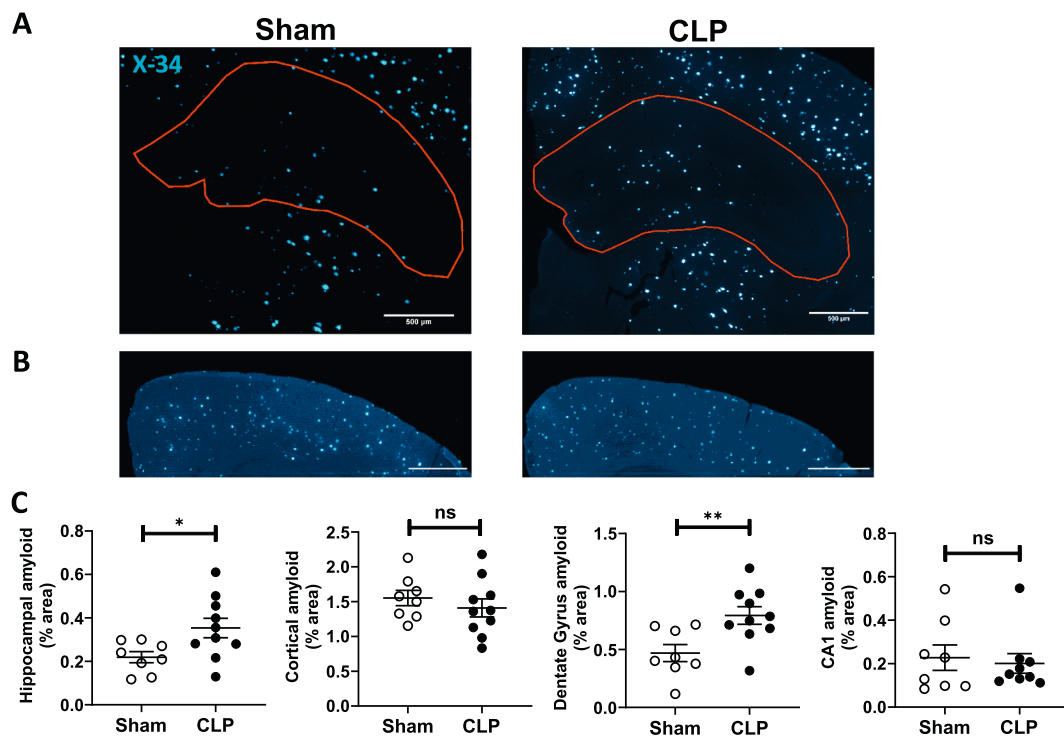 A
Sham
CLP
X-34
500 µm
500 µm
B
C
Hippocampal amyloid
(% area)
0.8
0.6
0.4
0.2
0.0
*
Sham
CLP
Cortical amyloid
(% area)
2.5
2.0
1.5
1.0
0.5
0.0
ns
Sham
CLP
Dentate Gyrus amyloid
(% area)
1.5
1.0
0.5
0.0
**
Sham
CLP
CA1 amyloid
(% area)
0.8
0.6
0.4
0.2
0.0
ns
Sham
CLP